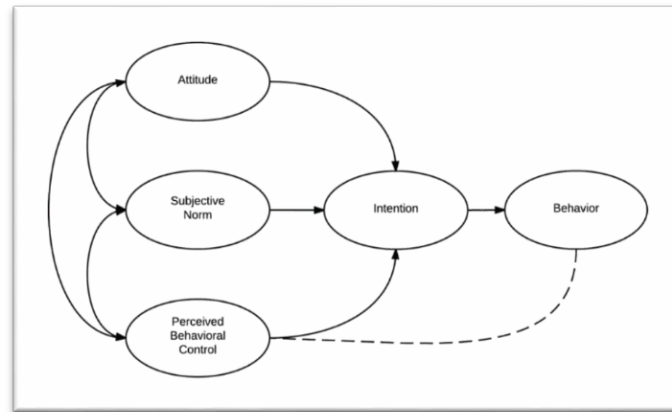 Attitude
Subjective
Norm
Intention
Behavior
Perceived
Behavioral
Control